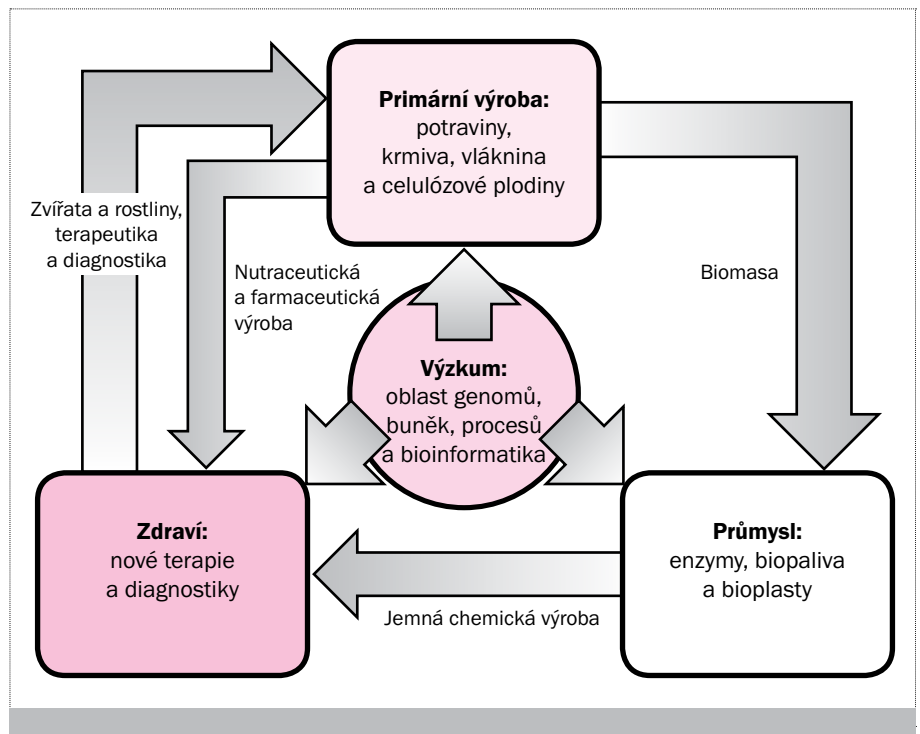 Primární výroba:
potraviny,
krmiva, vláknina
a celulózové plodiny
Zvířata a rostliny,
terapeutika
a diagnostika
Nutraceutická
a farmaceutická
výroba
Biomasa
Výzkum:
oblast genomů,
buněk, procesů
a bioinformatika
Zdraví:
nové terapie
a diagnostiky
Průmysl:
enzymy, biopaliva
a bioplasty
Jemná chemická výroba